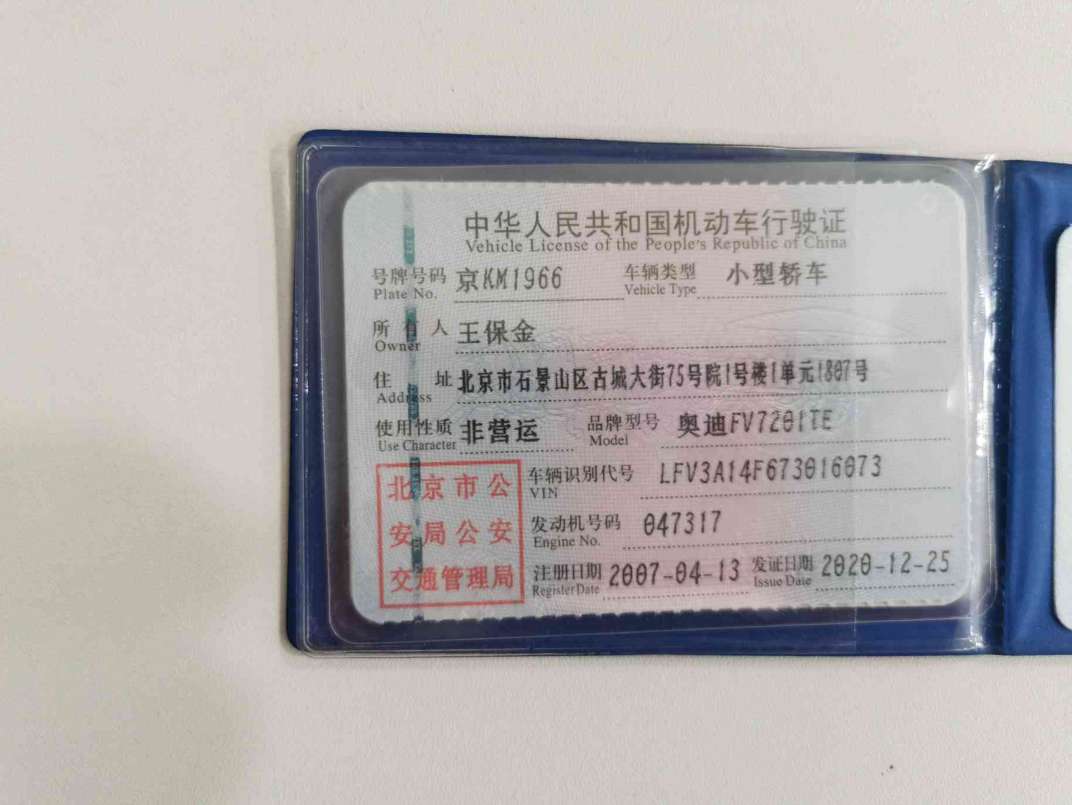 中华人民共和国机动车行驶证
Vehicle License of the People's Republic of China
号牌号码 京KM1966 车辆类型 小型轿车
Plate No. Vehicle Type
所有人 王保金
Owner
住址 北京市石景山区古城大街75号院1号楼1单元1807号
Address
使用性质 非营运 品牌型号 奥迪FV7201TE
Use Character Model
北京市公
安局公安
交通管理局
车辆识别代号 LFV3A14F673016073
VIN
发动机号码 047317
Engine No.
注册日期 2007-04-13 发证日期 2020-12-25
Register Date Issue Date